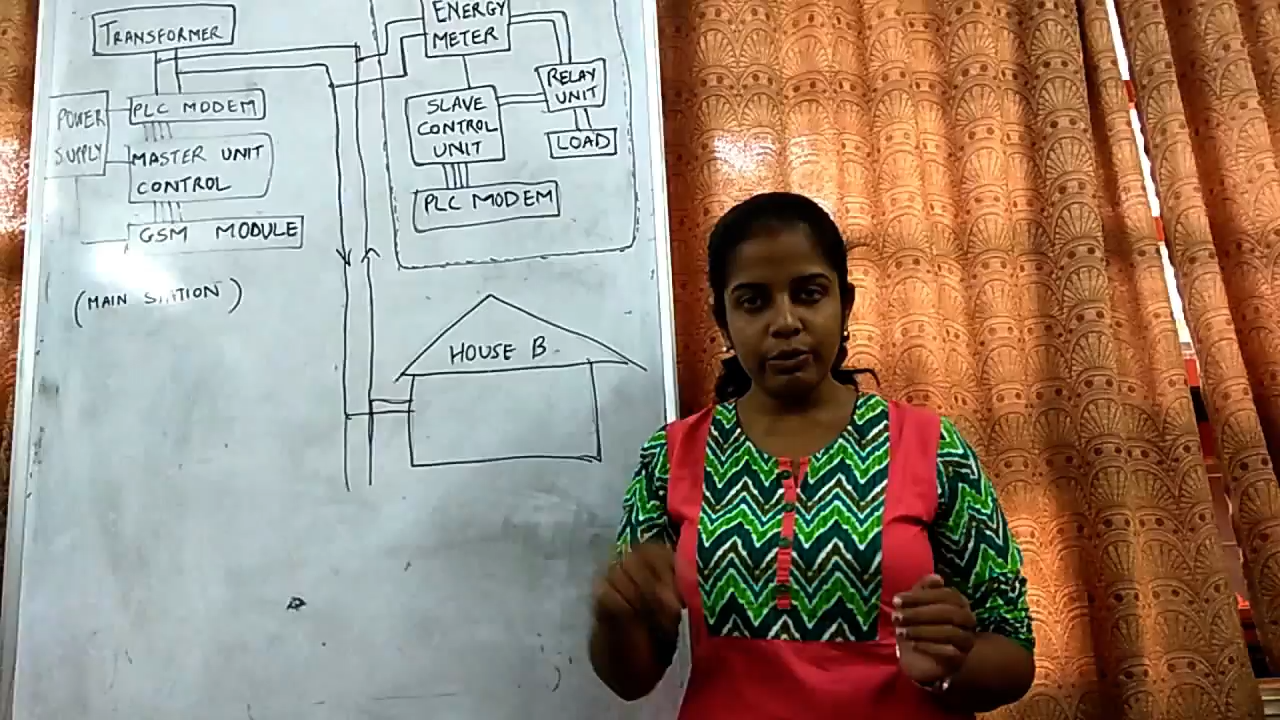 TRANSFORMER
POWER
SUPPLY
PLC MODEM
MASTER UNIT
CONTROL
GSM MODULE
(MAIN STATION)
ENERGY
METER
RELAY
UNIT
LOAD
SLAVE
CONTROL
UNIT
PLC MODEM
HOUSE B